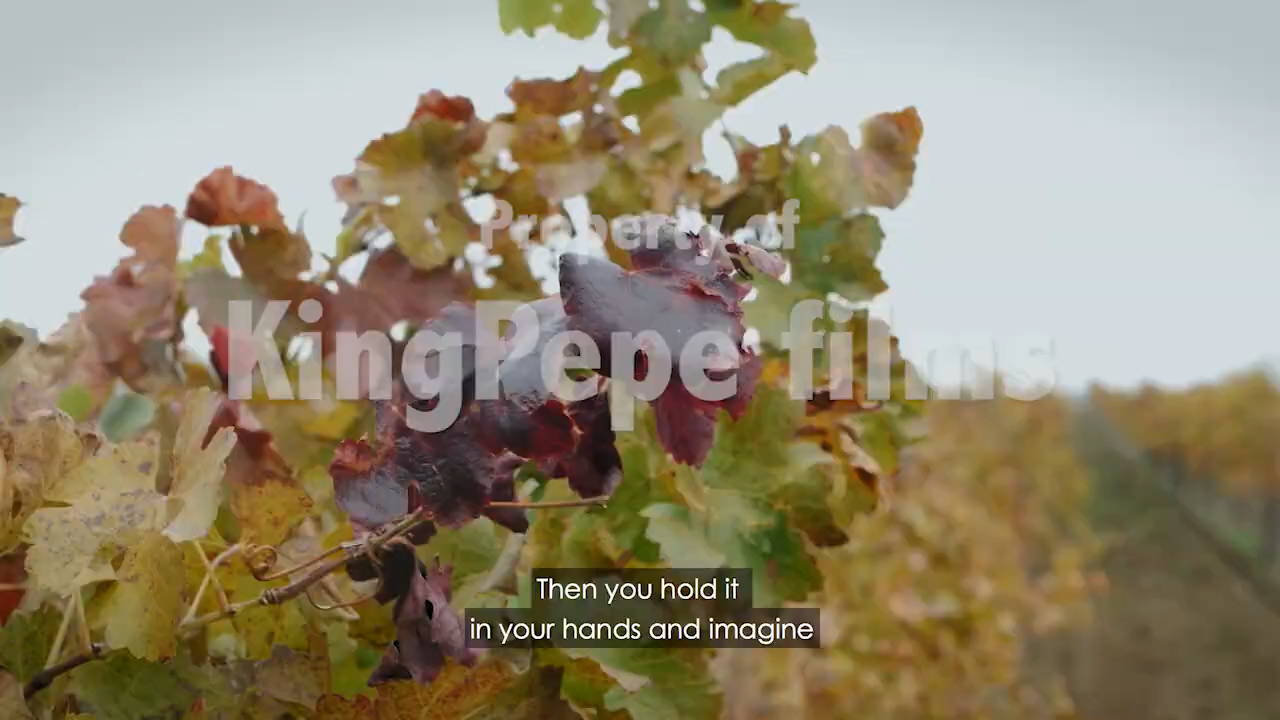 Property of
KingPepe films
Then you hold it
in your hands and imagine